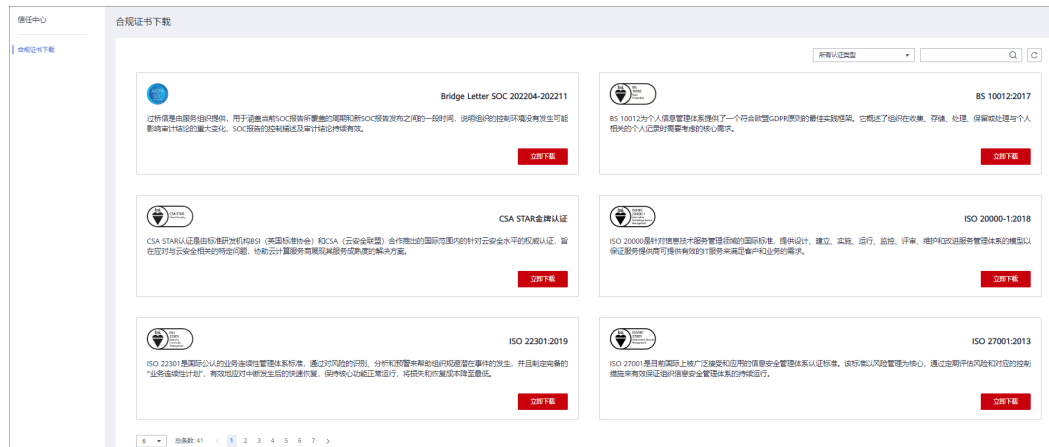 信任中心
合规证书下载
合规证书下载
所有认证类型
Bridge Letter SOC 202204-202211
过桥信是由服务组织提供，用于涵盖当前SOC报告所覆盖的周期和新SOC报告发布之间的一段时间，说明组织的控制环境没有发生可能
影响审计结论的重大变化，SOC报告的控制描述及审计结论持续有效。
立即下载
BS 10012:2017
BS 10012为个人信息管理体系提供了一个符合欧盟GDPR原则的最佳实践框架。它概述了组织在收集、存储、处理、保留或处理与个人
相关的个人记录时需要考虑的核心需求。
立即下载
CSA STAR
CSA STAR金牌认证
CSA STAR认证是由标准研发机构BSI（英国标准协会）和CSA（云安全联盟）合作推出的国际范围内的针对云安全水平的权威认证，旨
在应对与云安全相关的特定问题，协助云计算服务商展现其服务成熟度的解决方案。
立即下载
ISO 20000-1:2018
ISO 20000是针对信息技术服务管理领域的国际标准，提供设计、建立、实施、运行、监控、评审、维护和改进服务管理体系的模型以
保证服务提供商可提供有效的IT服务来满足客户和业务的需求。
立即下载
ISO 22301:2019
ISO 22301是国际公认的业务连续性管理体系标准，通过对风险的识别、分析和预警来帮助组织规避潜在事件的发生，并且制定完备的
“业务连续性计划”，有效地应对中断发生后的快速恢复，保持核心功能正常运行，将损失和恢复成本降至最低。
立即下载
ISO 27001:2013
ISO 27001是目前国际上被广泛接受和应用的信息安全管理体系认证标准。该标准以风险管理为核心，通过定期评估风险和对应的控制
措施来有效保证组织信息安全管理体系的持续运行。
立即下载
6 总条数: 41 < 1 2 3 4 5 6 7 >